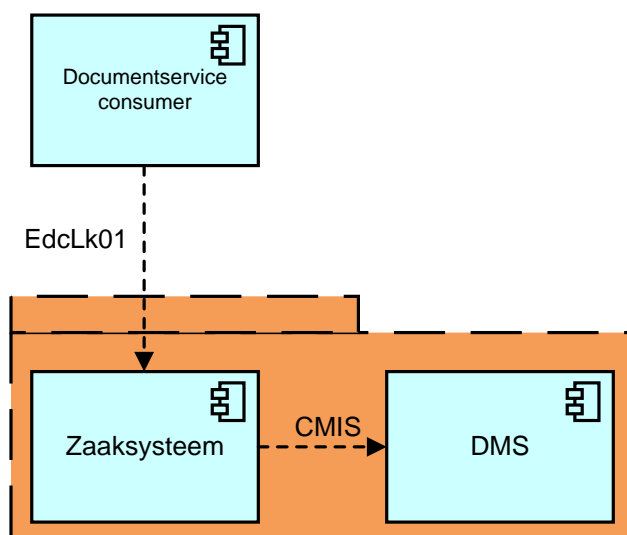 Documentservice
consumer
EdcLk01
Zaaksysteem
CMIS
DMS